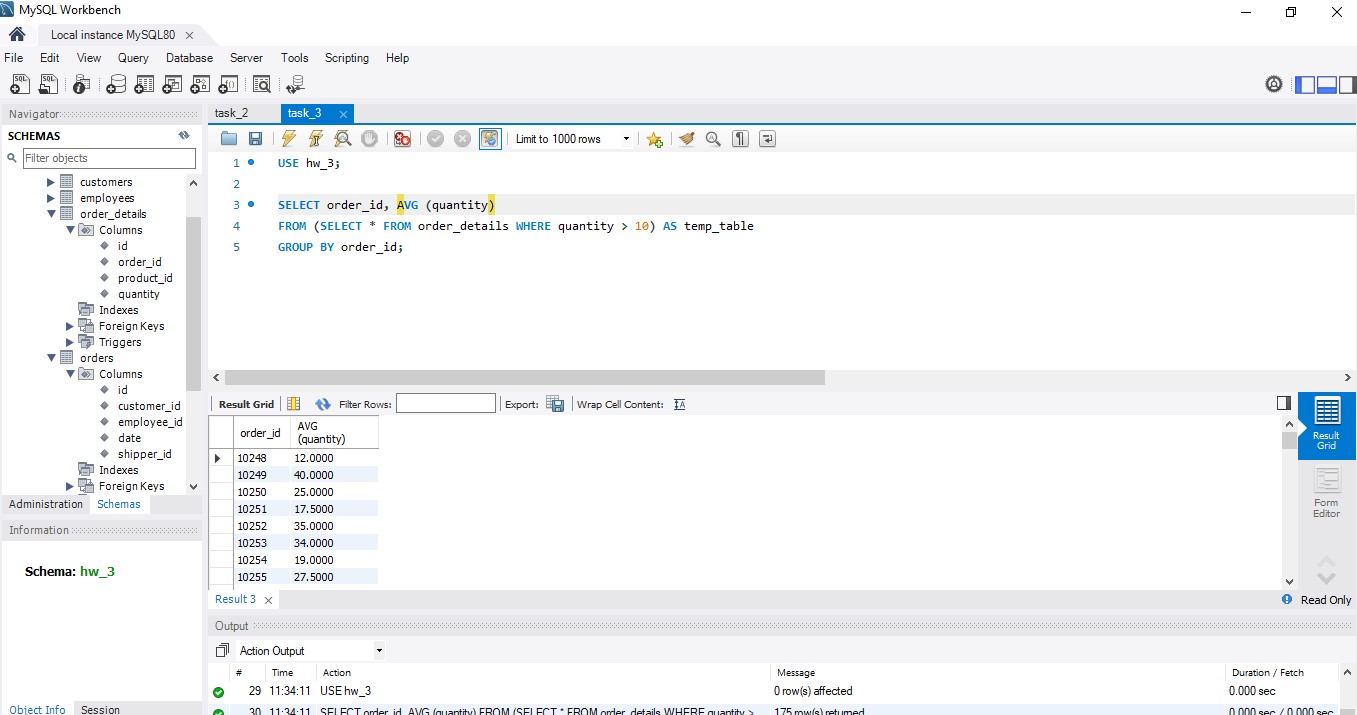 MySQL Workbench
Local instance MySQL80
File Edit View Query Database Server Tools Scripting Help
Navigator
SCHEMAS
Filter objects
customers
employees
order_details
Columns
id
order_id
product_id
quantity
Indexes
Foreign Keys
Triggers
orders
Columns
id
customer_id
employee_id
date
shipper_id
Indexes
Foreign Keys
Administration Schemas
Information
Schema: hw_3
Object Info Session
task_2 task_3
Limit to 1000 rows
1 USE hw_3;
2
3 SELECT order_id, AVG (quantity)
4 FROM (SELECT * FROM order_details WHERE quantity > 10) AS temp_table
5 GROUP BY order_id;
Result Grid Filter Rows: Export: Wrap Cell Content:
order_id AVG (quantity)
10248 12.0000
10249 40.0000
10250 25.0000
10251 17.5000
10252 35.0000
10253 34.0000
10254 19.0000
10255 27.5000
Result Grid
Form Editor
Result 3
Read Only
Output
Action Output
# Time Action Message Duration / Fetch
29 11:34:11 USE hw_3 0 row(s) affected 0.000 sec
30 11:34:11 SELECT order_id, AVG (quantity) FROM (SELECT * FROM order_details WHERE quantity > 175 row(s) returned 0.000 sec / 0.000 sec